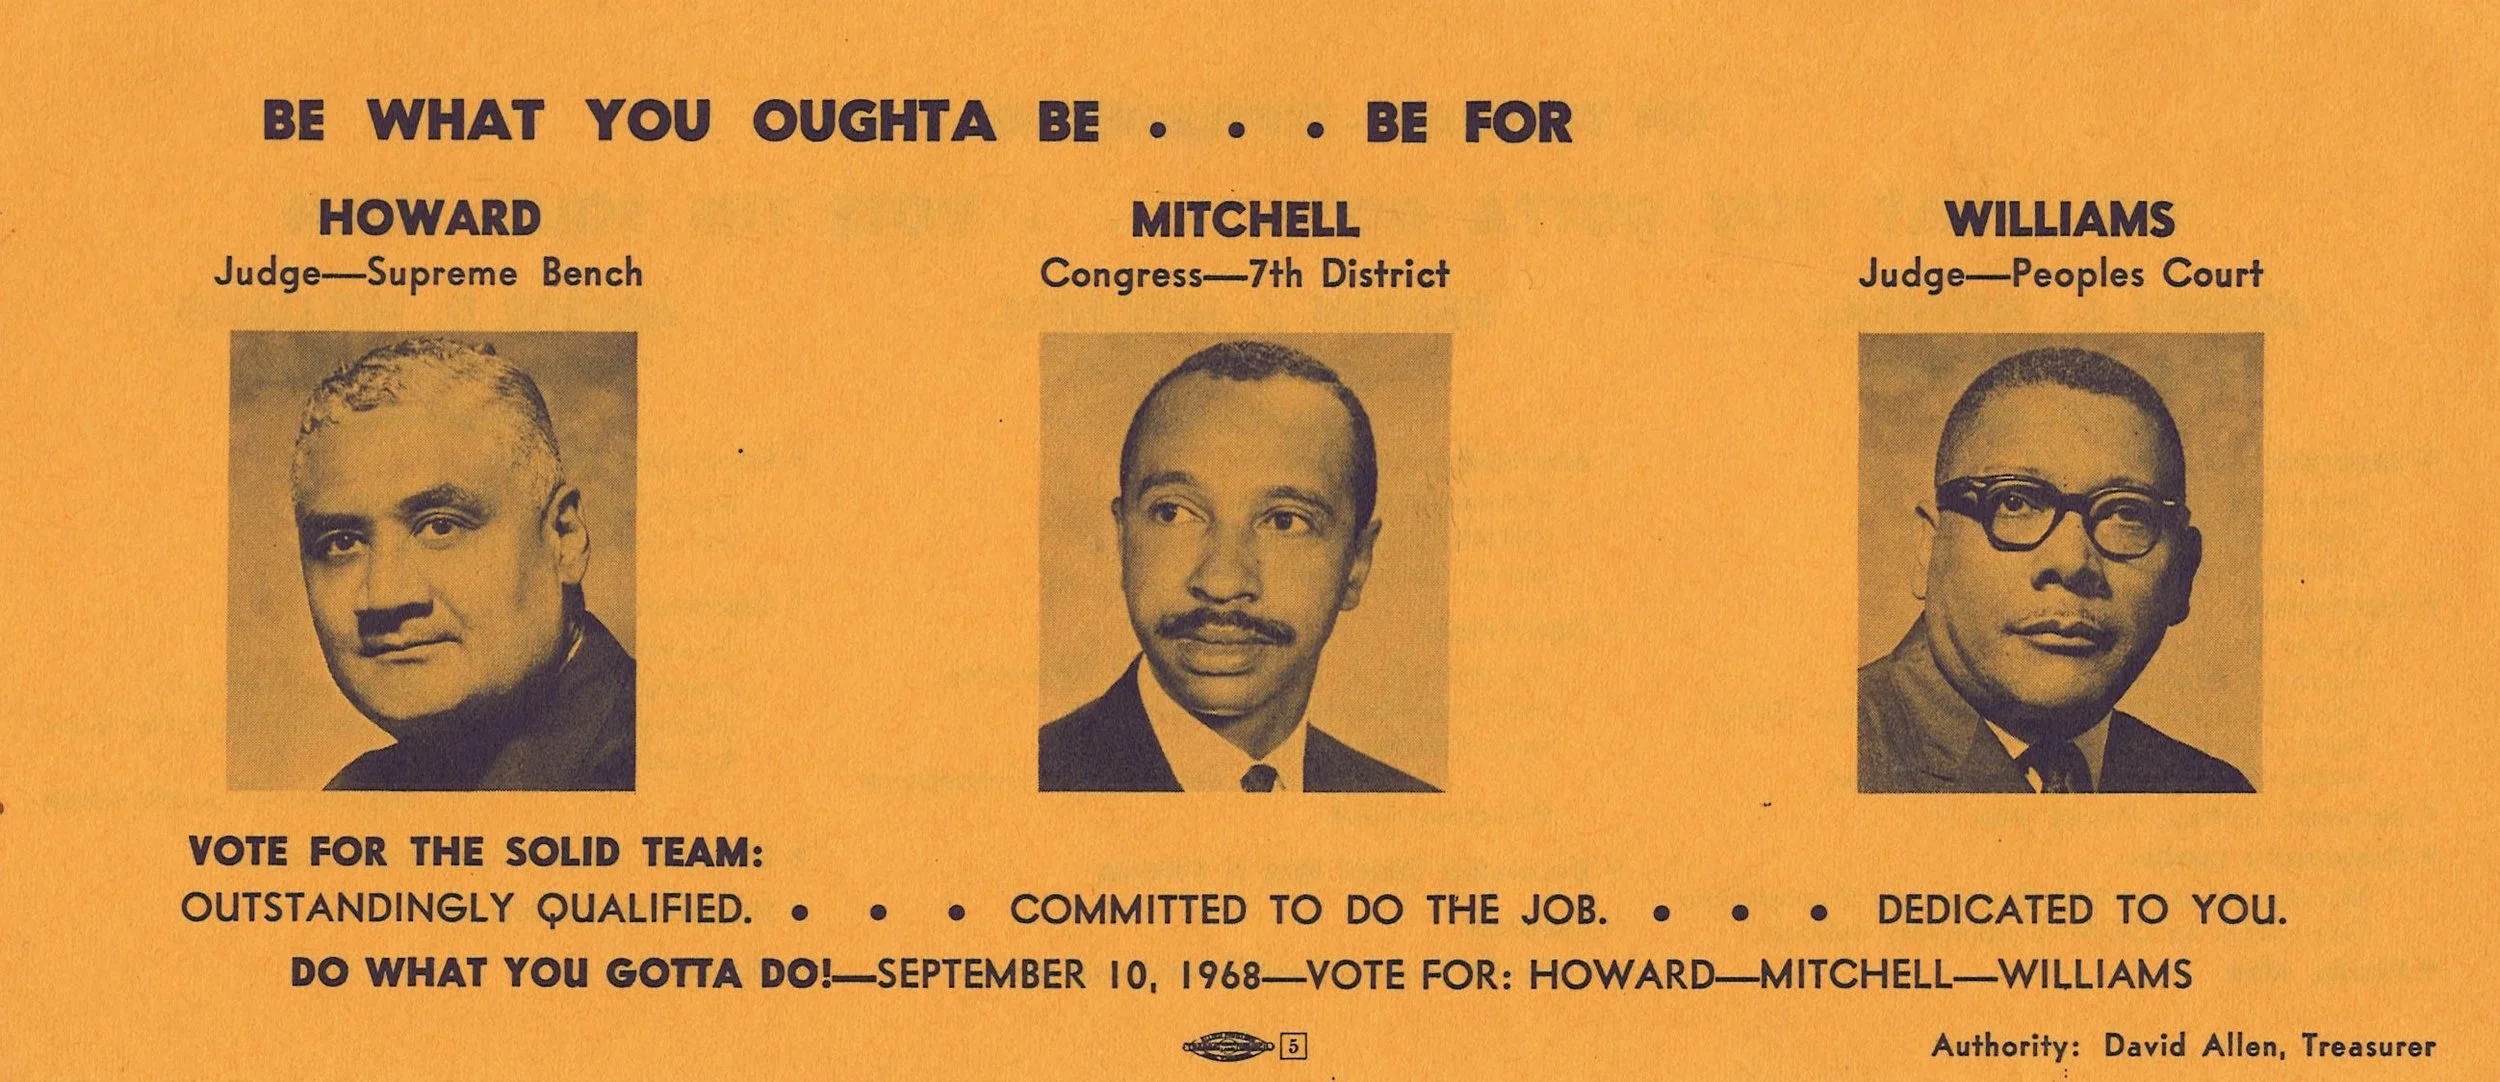 BE WHAT YOU OUGHTA BE . . . BE FOR
HOWARD
Judge—Supreme Bench
MITCHELL
Congress—7th District
WILLIAMS
Judge—Peoples Court
VOTE FOR THE SOLID TEAM:
OUTSTANDINGLY QUALIFIED. • • • COMMITTED TO DO THE JOB. • • • DEDICATED TO YOU.
DO WHAT YOU GOTTA DO!—SEPTEMBER 10, 1968—VOTE FOR: HOWARD—MITCHELL—WILLIAMS
5
Authority: David Allen, Treasurer